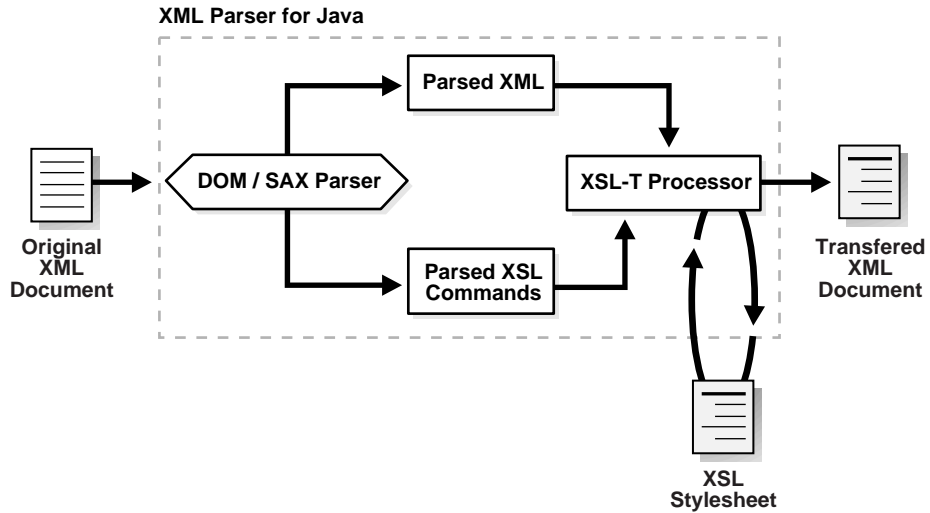 XML Parser for Java
Parsed XML
DOM / SAX Parser
XSL-T Processor
Original
XML
Document
Parsed XSL
Commands
Transfered
XML
Document
XSL
Stylesheet